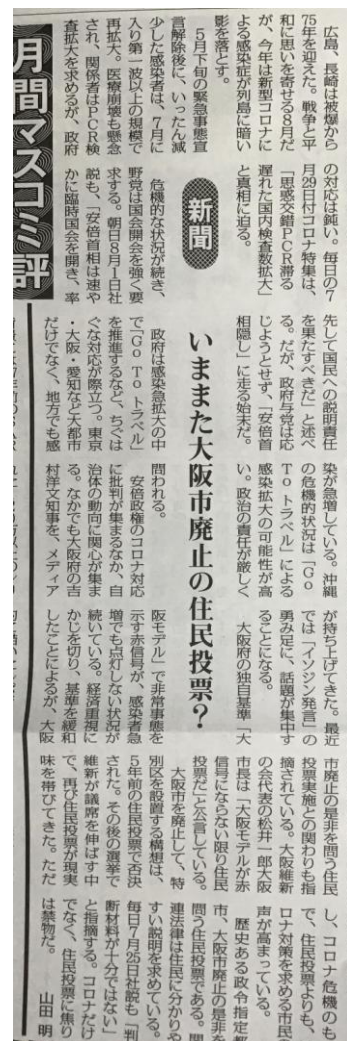 月間マスコミ評
新聞
いままた大阪市廃止の住民投票？
広島、長崎は被爆から
75年を迎えた。戦争と平
和に思いを寄せる8月だ
が、今年は新型コロナに
よる感染症が列島に暗い
影を落とす。
5月下旬の緊急事態宣
言解除後に、いったん減
少した感染者は、7月に
入り第一波以上の規模で
再拡大。医療崩壊も懸念
され、関係者はPCR検
査拡大を求めるが、政府
の対応は鈍い。毎日の7
月29日付コロナ特集は、
「思惑交錯PCR滞る
遅れた国内検査数拡大」
と真相に迫る。
危機的な状況が続き、
野党は国会開会を強く要
求する。朝日8月1日社
説も、「安倍首相は速や
かに臨時国会を開き、率
先して国民への説明責任
を果たすべきだ」と述べ
る。だが、政府与党は応
じようとせず、「安倍首
相隠し」に走る始末だ。
政府は感染急拡大の中
で「Go To トラベル」
を推進するなど、ちぐは
ぐな対応が際立つ。東京
・大阪・愛知など大都市
だけでなく、地方でも感
染が急増している。沖縄
の危機的状況は「Go
To トラベル」による
感染拡大の可能性が高
い。政治の責任が厳しく
問われる。
安倍政権のコロナ対応
に批判が集まるなか、自
治体の動向に関心が集ま
る。なかでも大阪府の吉
村洋文知事を、メディア
が持ち上げてきた。最近
では「イソジン発言」の
勇み足に、話題が集中す
ることになる。
大阪府の独自基準「大
阪モデル」で非常事態を
示す赤信号が、感染者急
増でも点灯しない状況が
続いている。経済重視に
かじを切り、基準を緩和
したことによるが、大阪
市廃止の是非を問う住民
投票実施との関わりも指
摘されている。大阪維新
の会代表の松井一郎大阪
市長は「大阪モデルが赤
信号にならない限り住民
投票だ」と公言している。
大阪市を廃止して、特
別区を設置する構想は、
5年前の住民投票で否決
された。その後の選挙で
維新が議席を伸ばす中
で、再び住民投票が現実
味を帯びてきた。ただ
し、コロナ危機のも
で、住民投票よりも、
ロナ対策を求める市民
声が高まっている。
歴史ある政令指定都
市、大阪市廃止の是非を
問う住民投票である。
連法律は住民に分かりや
すい説明を求めている。
毎日7月25日社説も「判
断材料が十分ではない」
と指摘する。コロナだけ
でなく、住民投票に焦り
は禁物だ。
山田 明